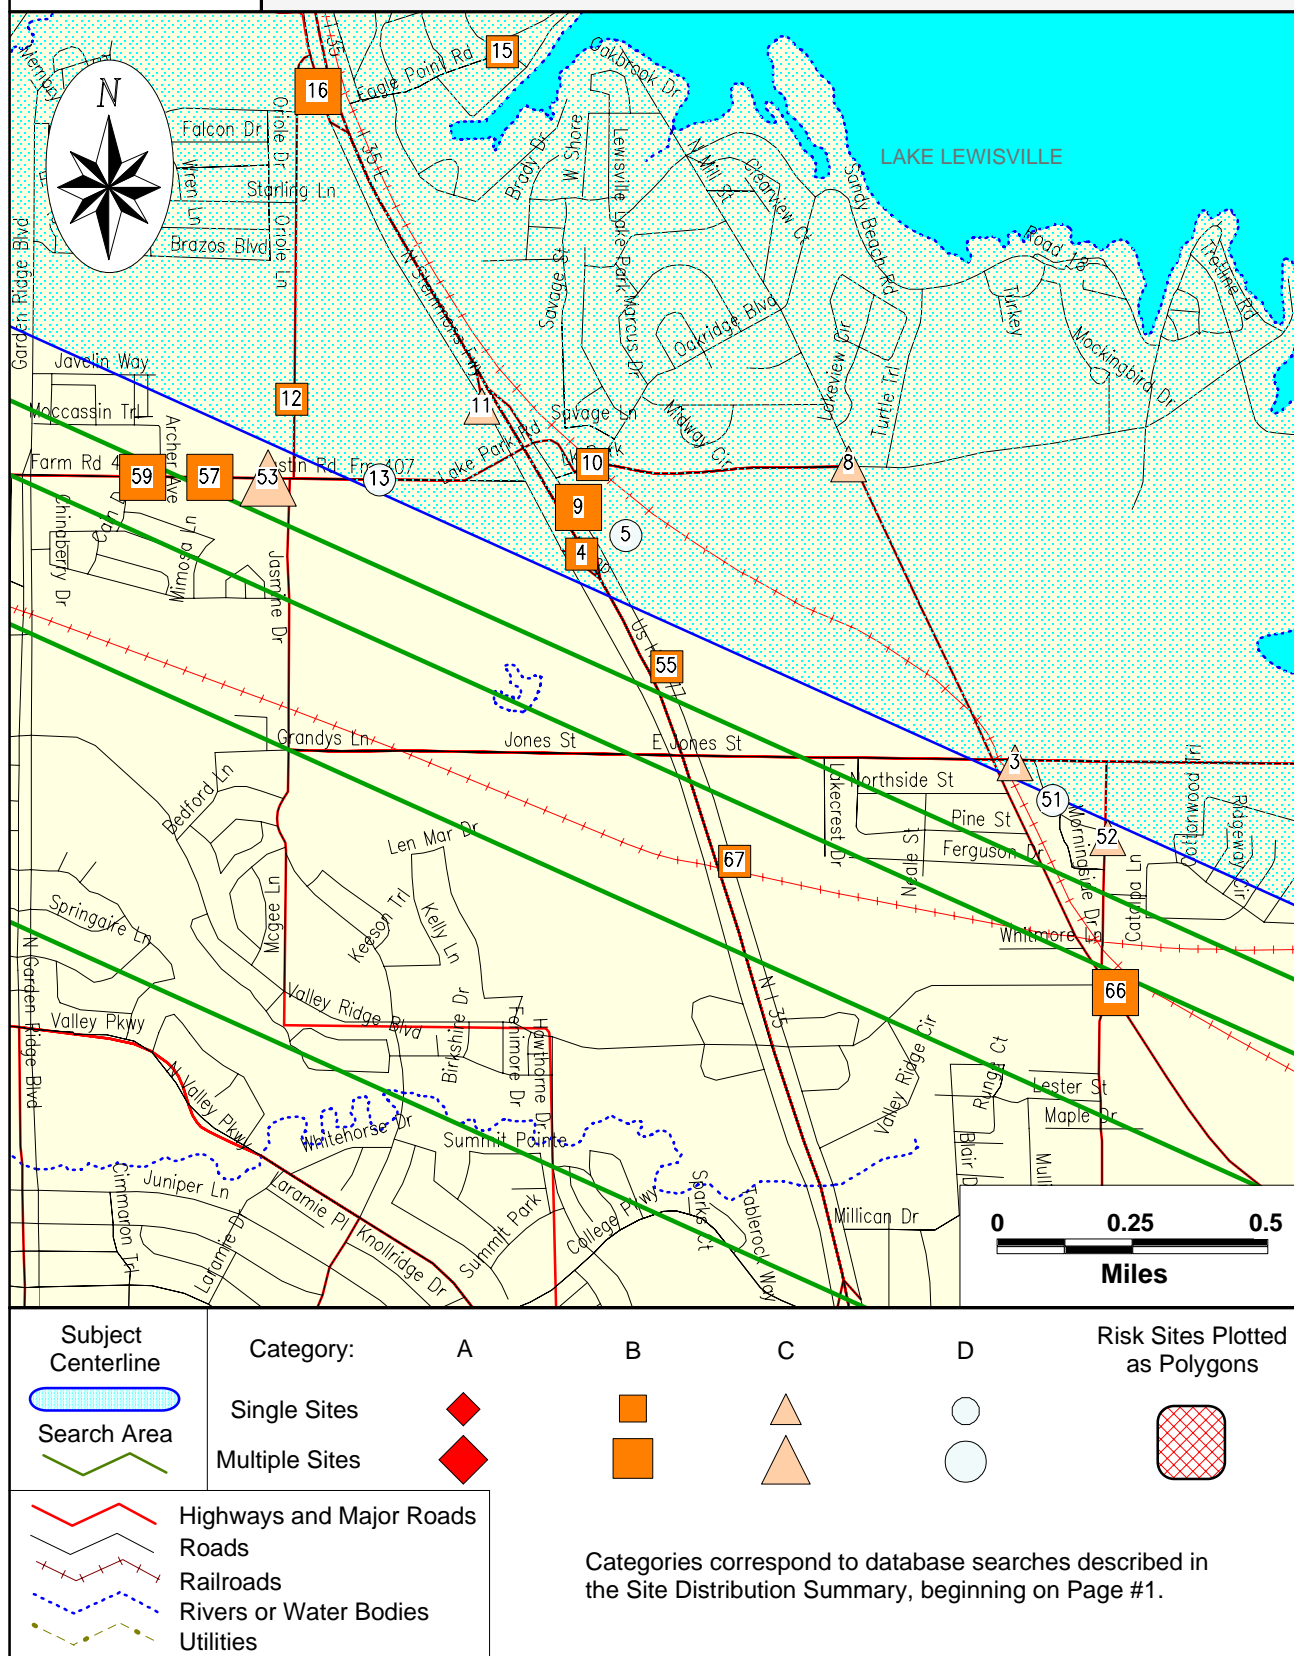 I 35
Eagle Point Rd
15
16
Oakbrook Dr
N
Falcon Dr
Oriole Dr
Wren Ln
Starling Ln
Brazos Blvd
Oriole Ln
Garden Ridge Blvd
I 35 E
N Stemmons Fwy
Brady Dr
W Shore
Lewisville Lake Park
Marcus Dr
Savage St
N Mill St
Clearview Ct
Sandy Beach Rd
LAKE LEWISVILLE
Road 18
Trotline Rd
Turkey
Mockingbird Dr
Oakridge Blvd
Lakeview Cir
Turtle Trl
Javelin Way
Moccassin Trl
Archer Ave
12
11
Savage Ln
Midway Cir
Lake Park Rd
10
8
Farm Rd 4
59
57
53
stin Rd
Fm 407
13
9
5
4
Chinaberry Dr
Mimosa Ln
Jasmine Dr
55
Grandys Ln
Jones St
E Jones St
3
Northside St
Lakecrest Dr
Pine St
Ferguson Dr
Neale St
51
52
Morningside Dr
Catalpa Ln
Cottonwood Trl
Ridgeway Cir
Whitmore Ln
Bedford Ln
Len Mar Dr
67
Springaire Ln
Mcgee Ln
Keeson Trl
Kelly Ln
66
N Garden Ridge Blvd
Valley Pkwy
Valley Ridge Blvd
Birkshire Dr
Fenimore Dr
Hawthorne Dr
N I 35
Valley Ridge Cir
Runge Ct
Lester St
Maple Dr
N Valley Pkwy
Whitehorse Dr
Summit Pointe
Blair D
Mulli
Cimmaron Trl
Juniper Ln
Laramie Dr
Laramie Pl
Knollridge Dr
Summit Park
College Pkwy
Sparks Ct
Tablerock Way
Millican Dr
0 0.25 0.5
Miles
Subject
Centerline
Search Area
Category: A B C D
Single Sites
Multiple Sites
Risk Sites Plotted
as Polygons
Highways and Major Roads
Roads
Railroads
Rivers or Water Bodies
Utilities
Categories correspond to database searches described in
the Site Distribution Summary, beginning on Page #1.